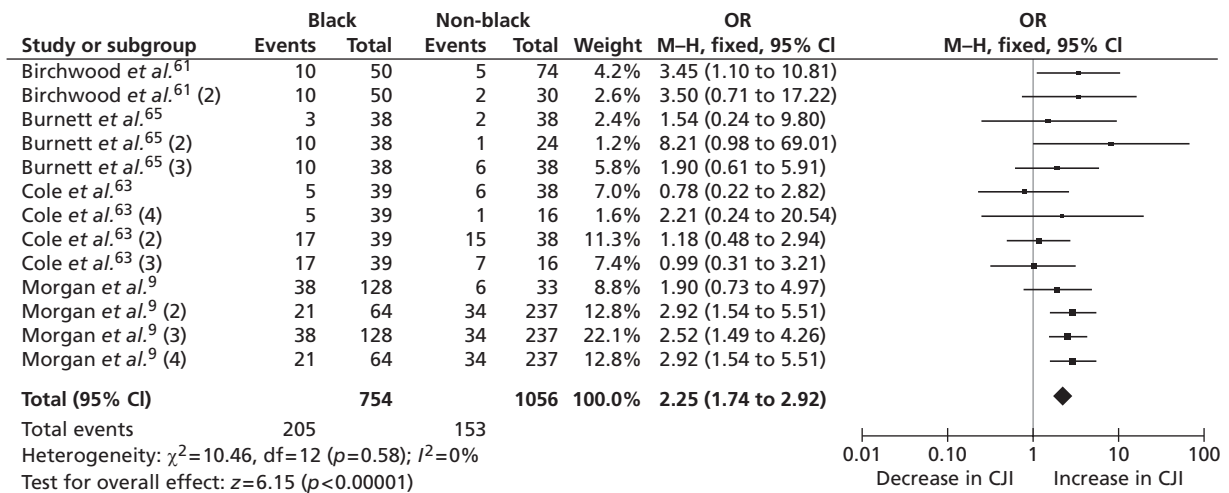 Black Non-black OR OR
Study or subgroup Events Total Events Total Weight M–H, fixed, 95% CI M–H, fixed, 95% CI
Birchwood et al.61 10 50 5 74 4.2% 3.45 (1.10 to 10.81)
Birchwood et al.61 (2) 10 50 2 30 2.6% 3.50 (0.71 to 17.22)
Burnett et al.65 3 38 2 38 2.4% 1.54 (0.24 to 9.80)
Burnett et al.65 (2) 10 38 1 24 1.2% 8.21 (0.98 to 69.01)
Burnett et al.65 (3) 10 38 6 38 5.8% 1.90 (0.61 to 5.91)
Cole et al.63 5 39 6 38 7.0% 0.78 (0.22 to 2.82)
Cole et al.63 (4) 5 39 1 16 1.6% 2.21 (0.24 to 20.54)
Cole et al.63 (2) 17 39 15 38 11.3% 1.18 (0.48 to 2.94)
Cole et al.63 (3) 17 39 7 16 7.4% 0.99 (0.31 to 3.21)
Morgan et al.9 38 128 6 33 8.8% 1.90 (0.73 to 4.97)
Morgan et al.9 (2) 21 64 34 237 12.8% 2.92 (1.54 to 5.51)
Morgan et al.9 (3) 38 128 34 237 22.1% 2.52 (1.49 to 4.26)
Morgan et al.9 (4) 21 64 34 237 12.8% 2.92 (1.54 to 5.51)
Total (95% CI) 754 1056 100.0% 2.25 (1.74 to 2.92)
Total events 205 153
Heterogeneity: χ2=10.46, df=12 (p=0.58); I2=0%
Test for overall effect: z=6.15 (p<0.00001)
0.01 0.10 1 10 100
Decrease in CJI Increase in CJI